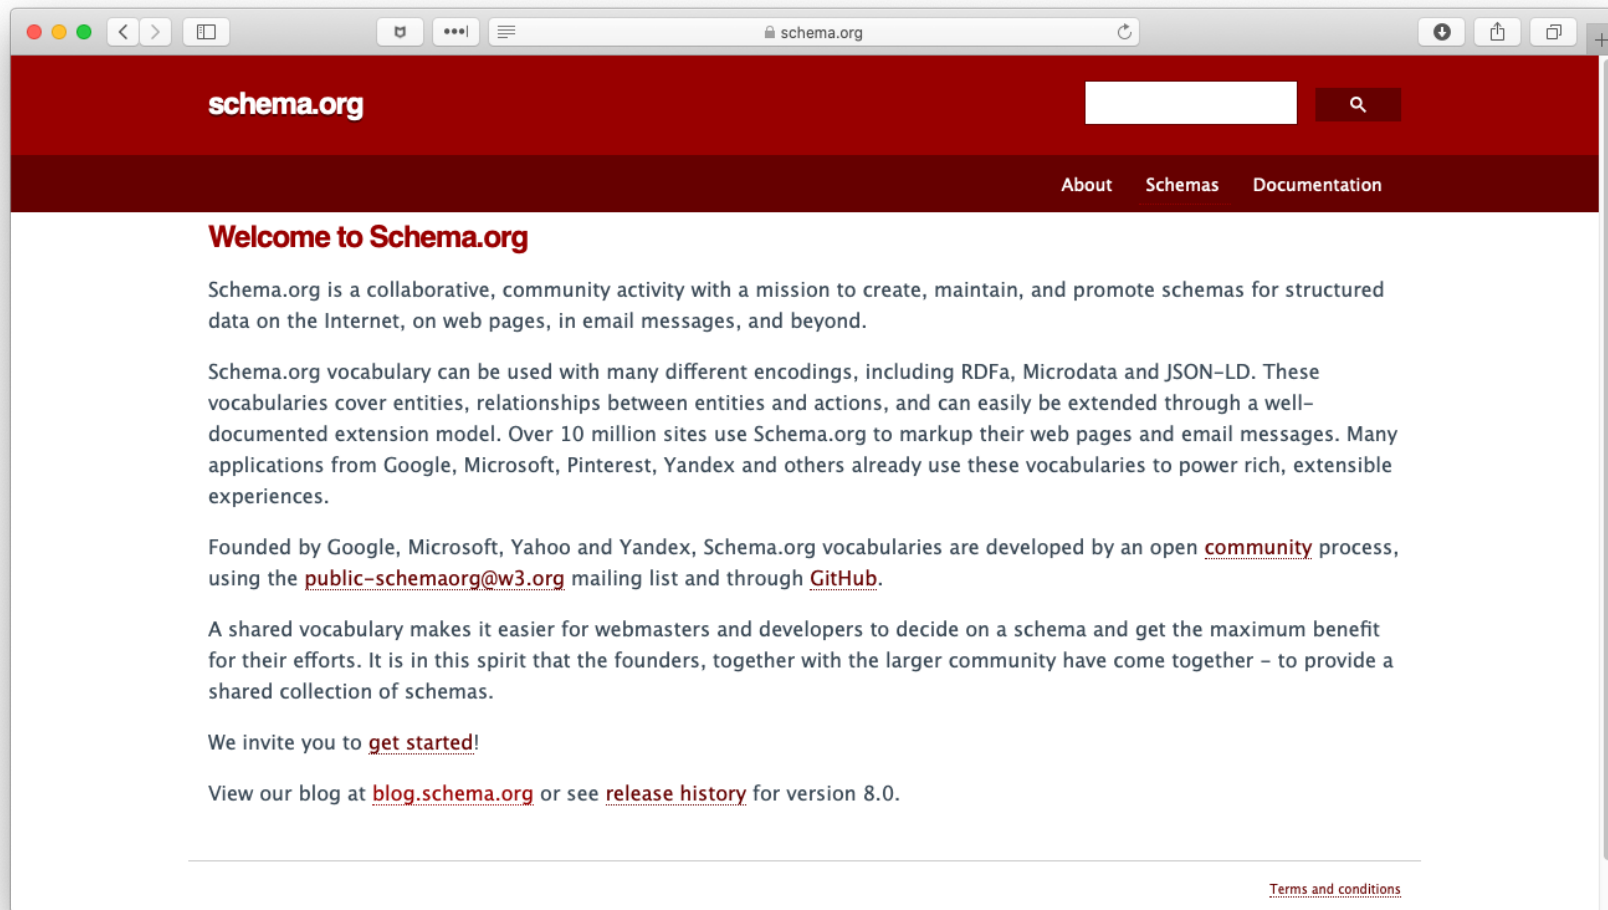 schema.org
schema.org
About Schemas Documentation
Welcome to Schema.org
Schema.org is a collaborative, community activity with a mission to create, maintain, and promote schemas for structured
data on the Internet, on web pages, in email messages, and beyond.
Schema.org vocabulary can be used with many different encodings, including RDFa, Microdata and JSON-LD. These
vocabularies cover entities, relationships between entities and actions, and can easily be extended through a well-
documented extension model. Over 10 million sites use Schema.org to markup their web pages and email messages. Many
applications from Google, Microsoft, Pinterest, Yandex and others already use these vocabularies to power rich, extensible
experiences.
Founded by Google, Microsoft, Yahoo and Yandex, Schema.org vocabularies are developed by an open community process,
using the public-schemaorg@w3.org mailing list and through GitHub.
A shared vocabulary makes it easier for webmasters and developers to decide on a schema and get the maximum benefit
for their efforts. It is in this spirit that the founders, together with the larger community have come together - to provide a
shared collection of schemas.
We invite you to get started!
View our blog at blog.schema.org or see release history for version 8.0.
Terms and conditions